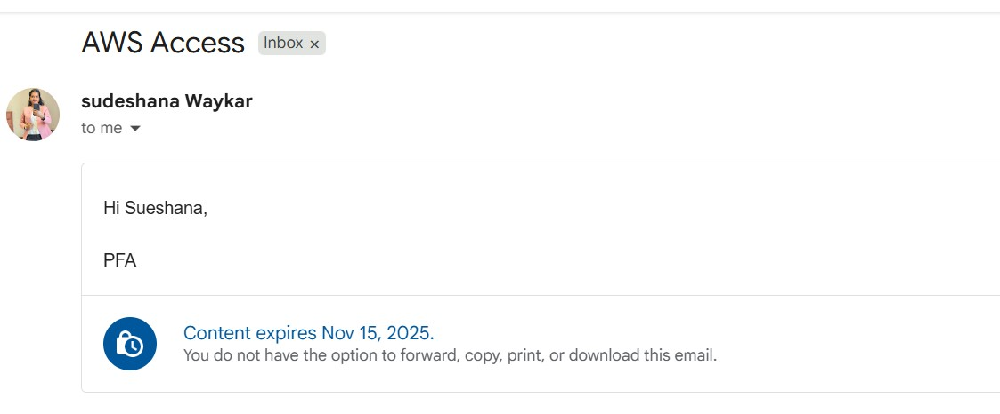 AWS Access Inbox ×
sudeshana Waykar
to me
Hi Sueshana,
PFA
Content expires Nov 15, 2025.
You do not have the option to forward, copy, print, or download this email.